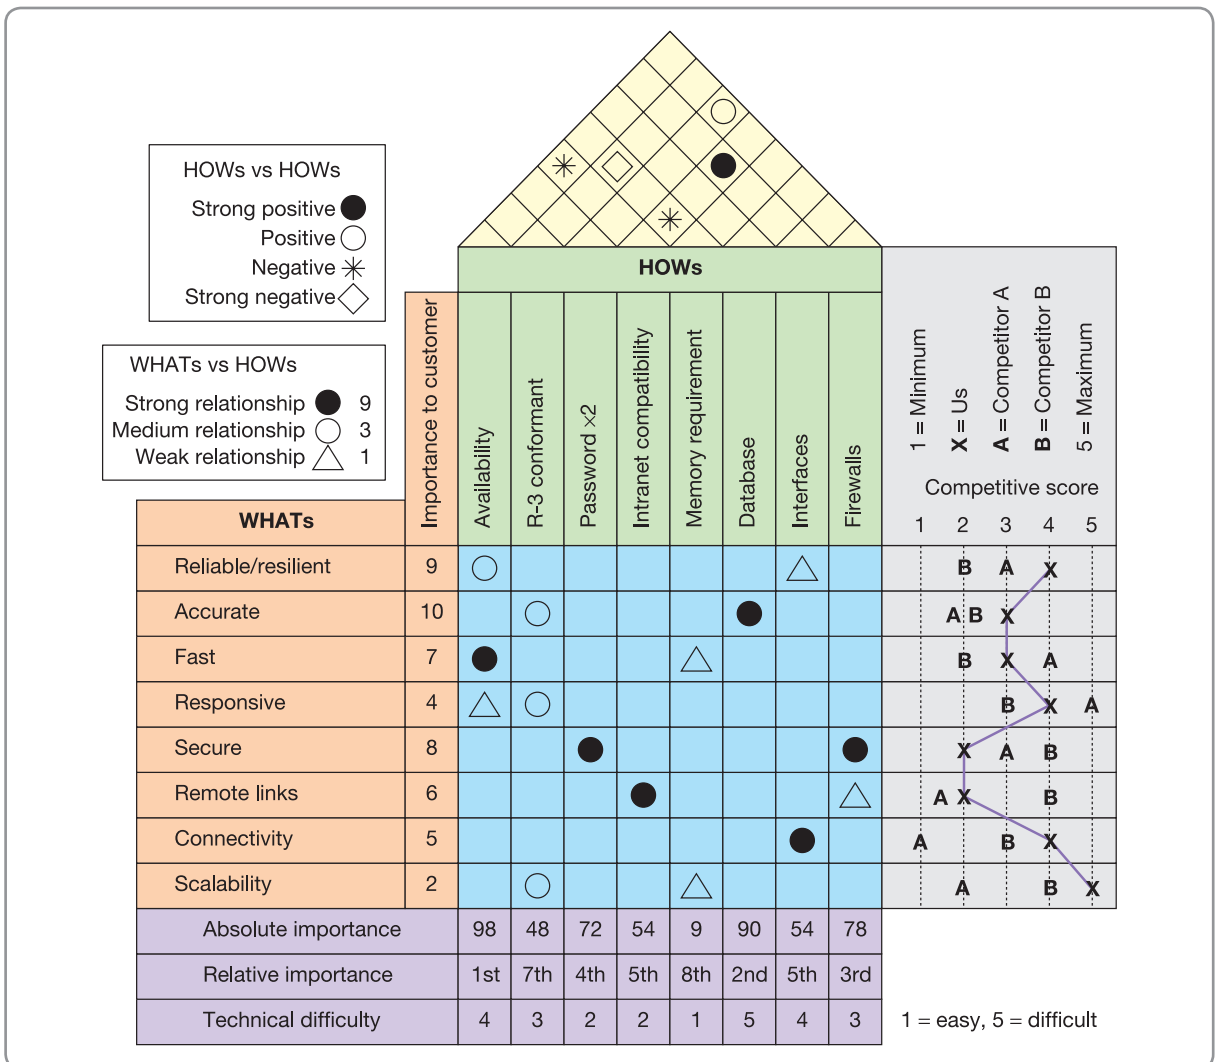 HOWs vs HOWs
Strong positive
Positive
Negative
Strong negative
WHATs vs HOWs
Strong relationship 9
Medium relationship 3
Weak relationship 1
HOWs
Importance to customer
Availability
R-3 conformant
Password ×2
Intranet compatibility
Memory requirement
Database
Interfaces
Firewalls
1 = Minimum
X = Us
A = Competitor A
B = Competitor B
5 = Maximum
Competitive score
WHATs 1 2 3 4 5
Reliable/resilient 9 B A X
Accurate 10 A B X
Fast 7 B X A
Responsive 4 B X A
Secure 8 X A B
Remote links 6 A X B
Connectivity 5 A B X
Scalability 2 A B X
Absolute importance 98 48 72 54 9 90 54 78
Relative importance 1st 7th 4th 5th 8th 2nd 5th 3rd
Technical difficulty 4 3 2 2 1 5 4 3 1 = easy, 5 = difficult